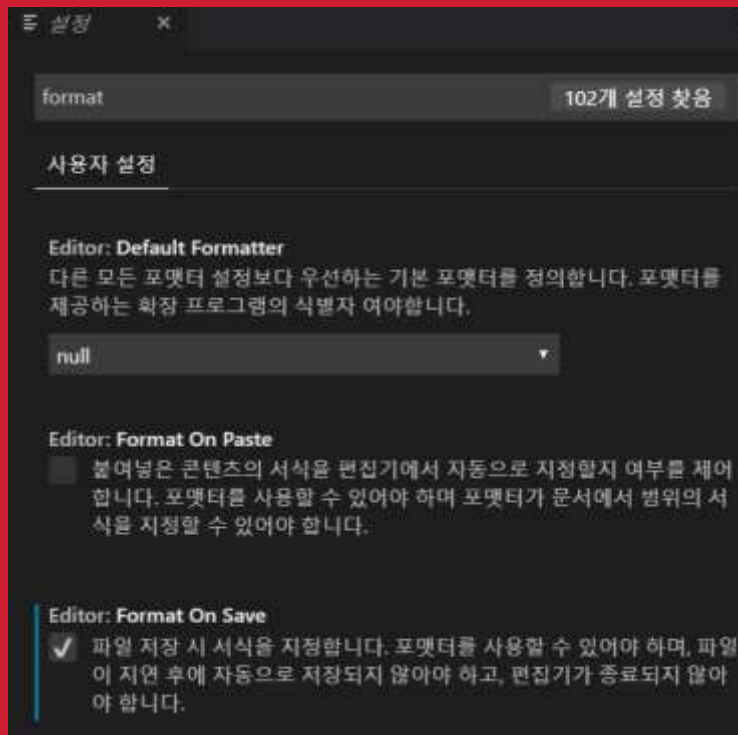 설정
format
102개 설정 찾음
사용자 설정
Editor: Default Formatter
다른 모든 포맷터 설정보다 우선하는 기본 포맷터를 정의합니다. 포맷터를
제공하는 확장 프로그램의 식별자 여야합니다.
null
Editor: Format On Paste
붙여넣은 콘텐츠의 서식을 편집기에서 자동으로 지정할지 여부를 제어
합니다. 포맷터를 사용할 수 있어야 하며 포맷터가 문서에서 범위의 서
식을 지정할 수 있어야 합니다.
Editor: Format On Save
파일 저장 시 서식을 지정합니다. 포맷터를 사용할 수 있어야 하며, 파일
이 지연 후에 자동으로 저장되지 않아야 하고, 편집기가 종료되지 않아
야 합니다.